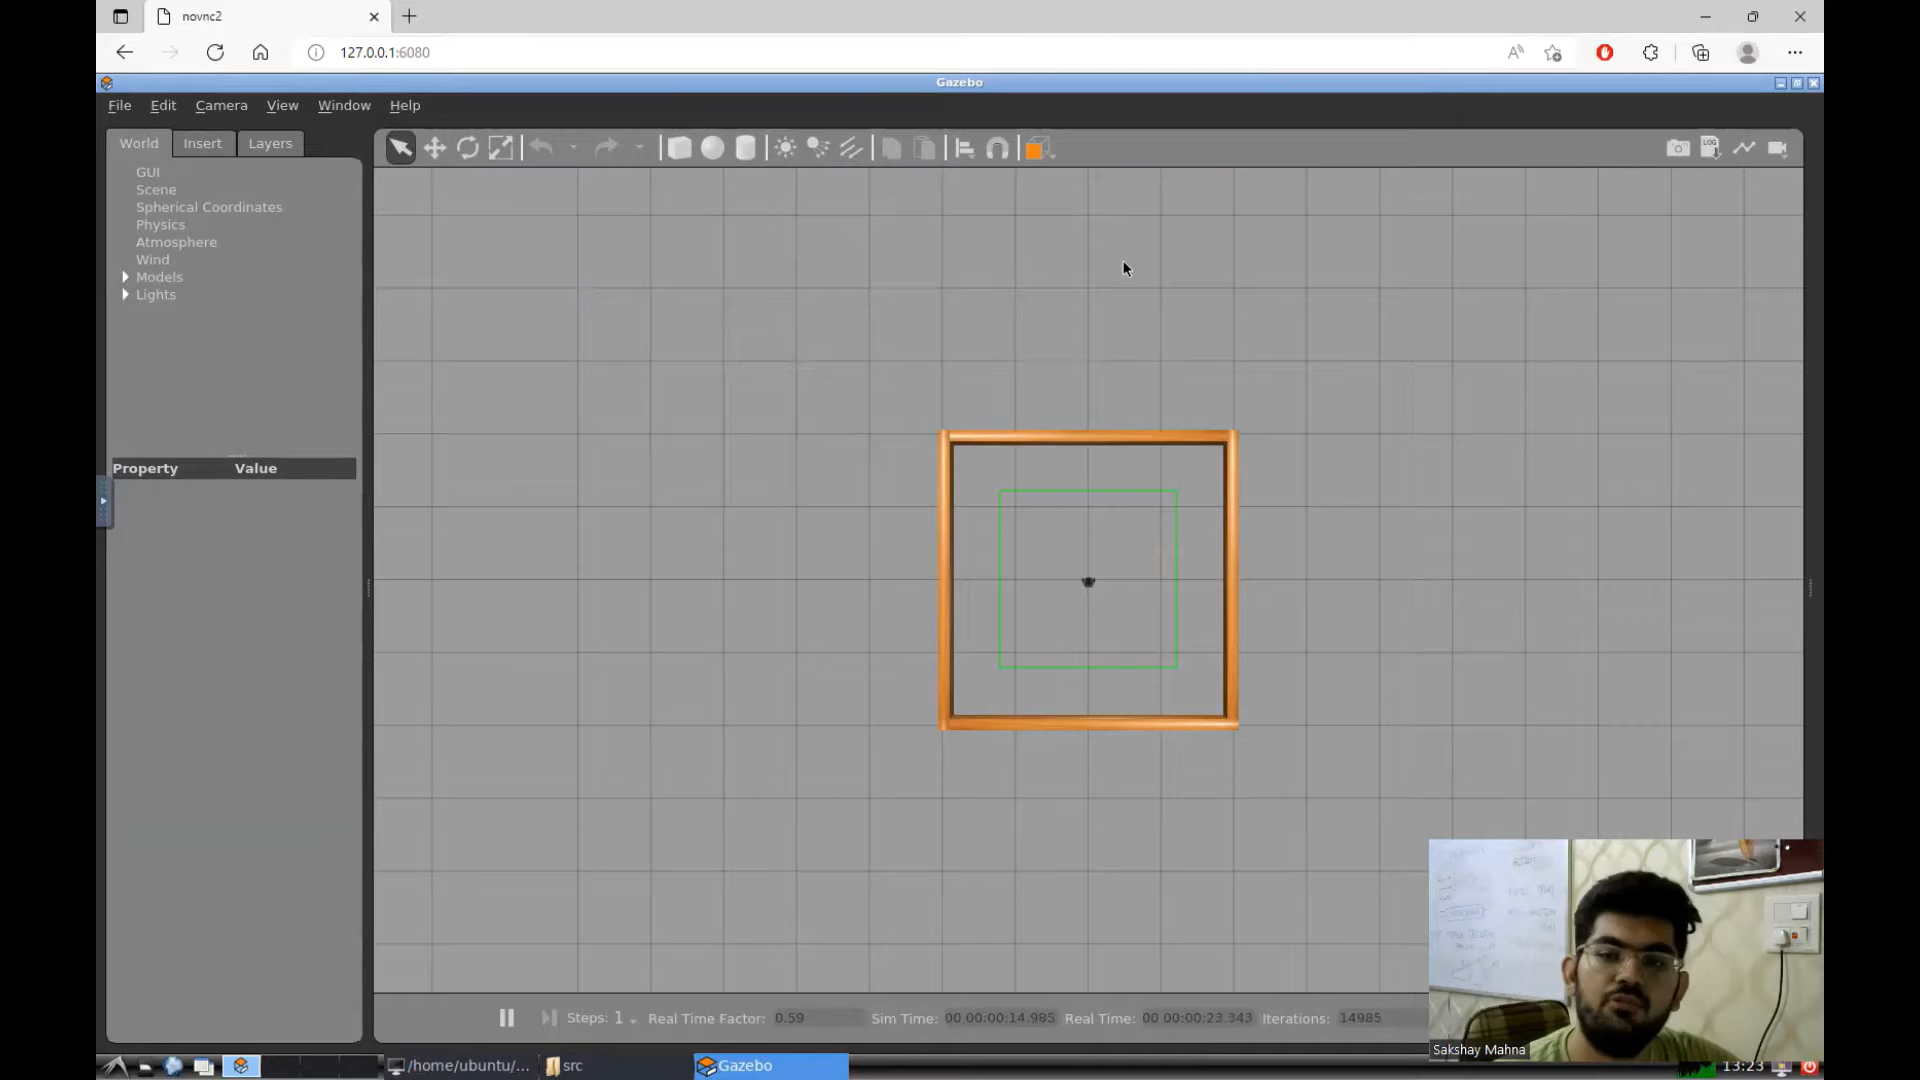 novnc2
127.0.0.1:6080
Gazebo
File Edit Camera View Window Help
World Insert Layers
GUI
Scene
Spherical Coordinates
Physics
Atmosphere
Wind
Models
Lights
Property Value
LOG
Steps: 1 Real Time Factor: 0.59 Sim Time: 00 00:00:14.985 Real Time: 00 00:00:23.343 Iterations: 14985
Sakshay Mahna
/home/ubuntu/... src Gazebo 13:23